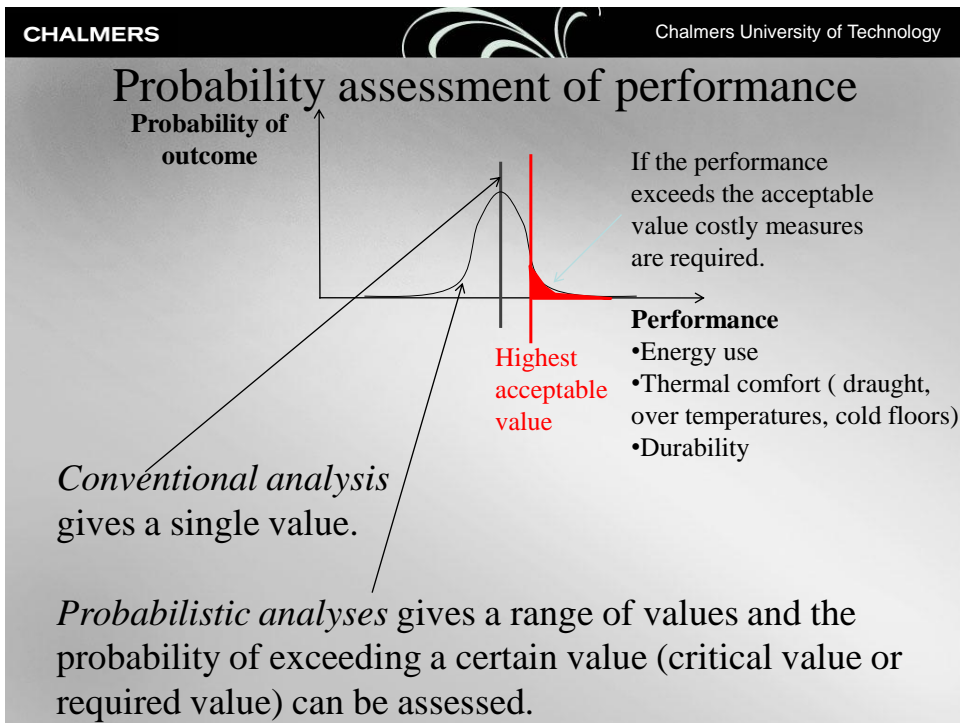 CHALMERS
Chalmers University of Technology
Probability assessment of performance
Probability of
outcome
If the performance
exceeds the acceptable
value costly measures
are required.
Highest
acceptable
value
Performance
•Energy use
•Thermal comfort ( draught,
over temperatures, cold floors)
•Durability
Conventional analysis
gives a single value.
Probabilistic analyses gives a range of values and the
probability of exceeding a certain value (critical value or
required value) can be assessed.